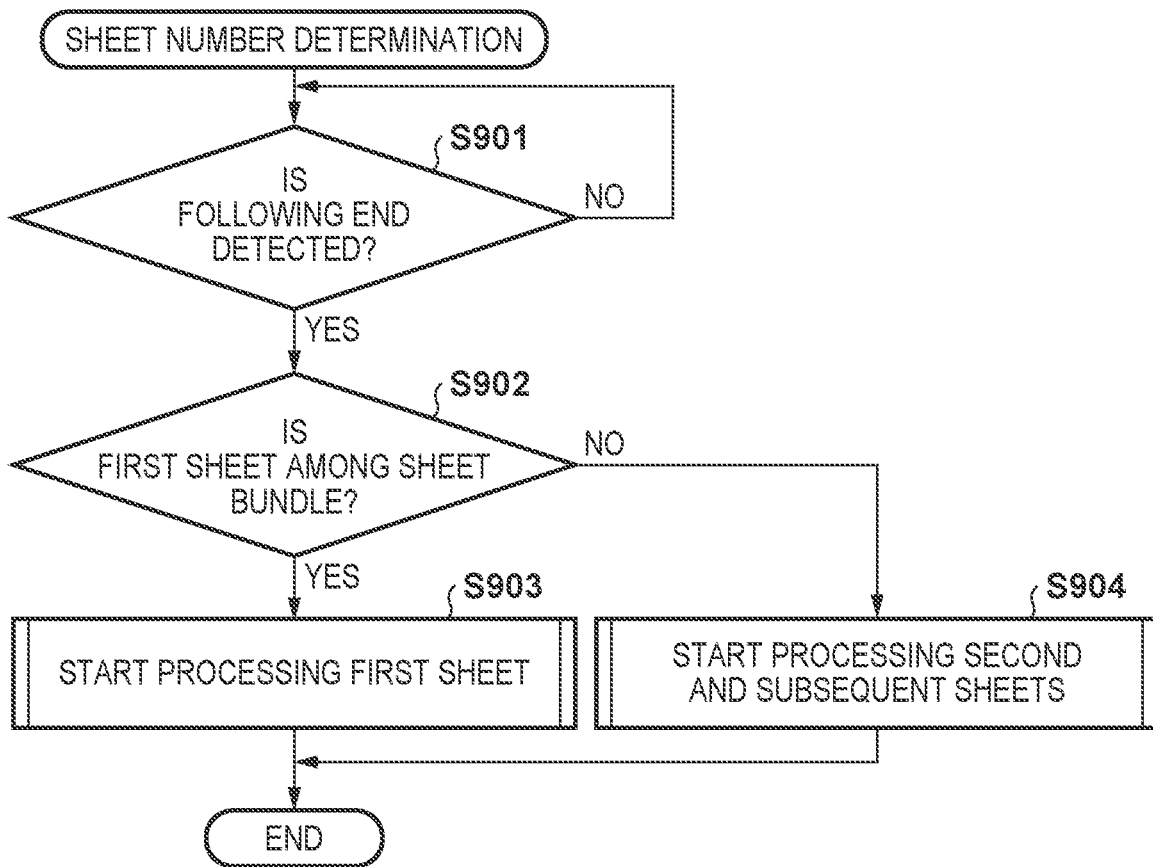 SHEET NUMBER DETERMINATION
S901
IS
FOLLOWING END
DETECTED?
NO
YES
S902
IS
FIRST SHEET AMONG SHEET
BUNDLE?
NO
YES
S903
START PROCESSING FIRST SHEET
S904
START PROCESSING SECOND
AND SUBSEQUENT SHEETS
END